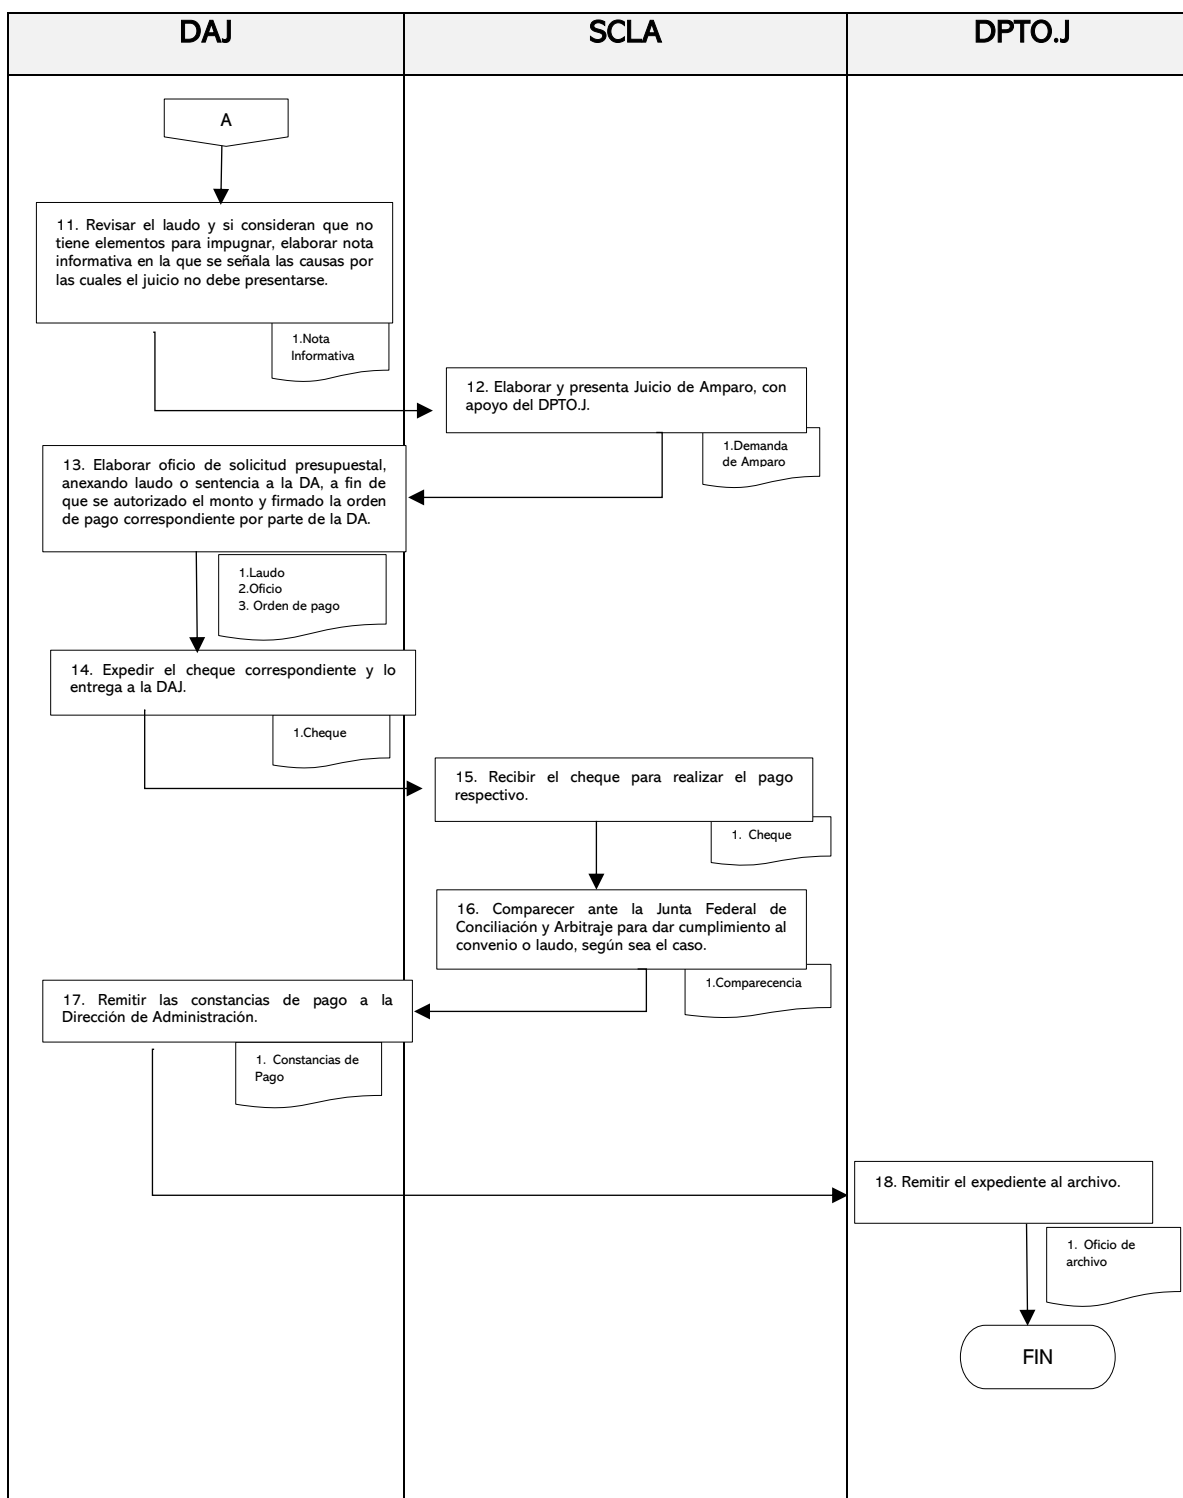 DAJ
SCLA
DPTO.J
A
11. Revisar el laudo y si consideran que no
tiene elementos para impugnar, elaborar nota
informativa en la que se señala las causas por
las cuales el juicio no debe presentarse.
1.Nota
Informativa
12. Elaborar y presenta Juicio de Amparo, con
apoyo del DPTO.J.
1.Demanda
de Amparo
13. Elaborar oficio de solicitud presupuestal,
anexando laudo o sentencia a la DA, a fin de
que se autorizado el monto y firmado la orden
de pago correspondiente por parte de la DA.
1.Laudo
2.Oficio
3. Orden de pago
14. Expedir el cheque correspondiente y lo
entrega a la DAJ.
1.Cheque
15. Recibir el cheque para realizar el pago
respectivo.
1. Cheque
16. Comparecer ante la Junta Federal de
Conciliación y Arbitraje para dar cumplimiento al
convenio o laudo, según sea el caso.
1.Comparecencia
17. Remitir las constancias de pago a la
Dirección de Administración.
1. Constancias de
Pago
18. Remitir el expediente al archivo.
1. Oficio de
archivo
FIN